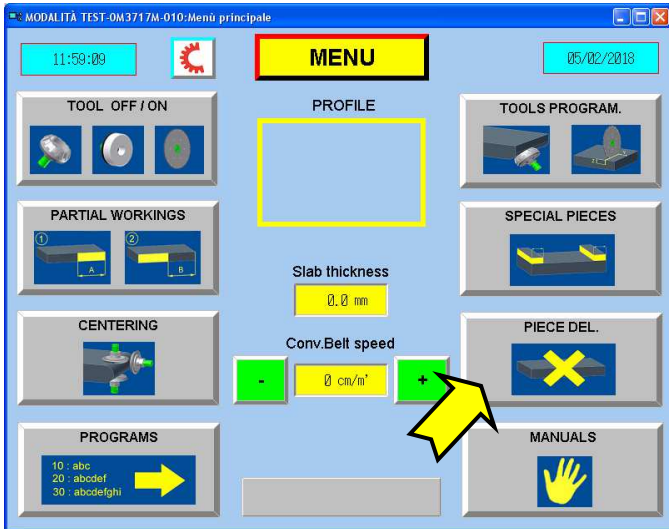 MODALITÀ TEST-0M3717M-010:Menù principale
11:59:09
MENU
05/02/2018
TOOL OFF / ON
PROFILE
TOOLS PROGRAM.
PARTIAL WORKINGS
1
2
A
B
SPECIAL PIECES
Slab thickness
0.0 mm
CENTERING
Conv.Belt speed
-
0 cm/m'
+
PIECE DEL.
PROGRAMS
10 : abc
20 : abcdef
30 : abcdefghi
MANUALS